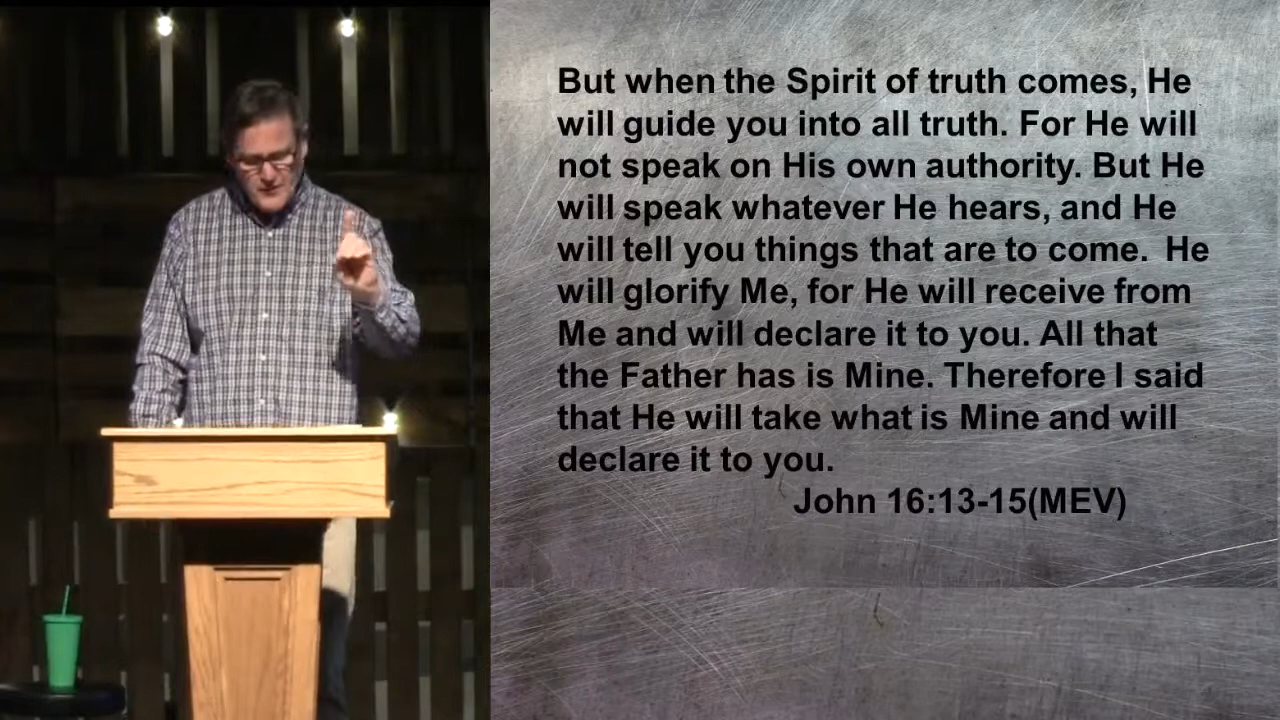 But when the Spirit of truth comes, He
will guide you into all truth. For He will
not speak on His own authority. But He
will speak whatever He hears, and He
will tell you things that are to come.  He
will glorify Me, for He will receive from
Me and will declare it to you. All that
the Father has is Mine. Therefore I said
that He will take what is Mine and will
declare it to you.
John 16:13-15(MEV)